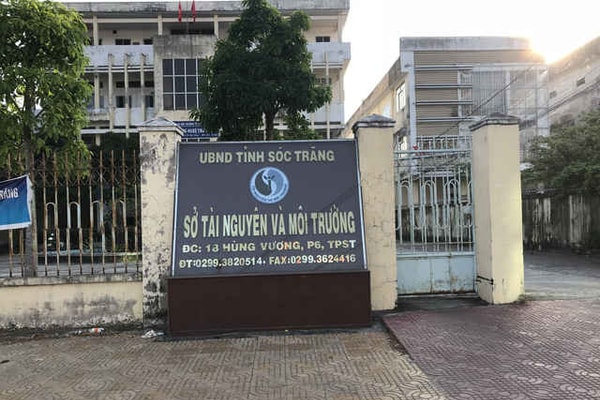 UBND TỈNH SÓC TRĂNG
SỞ TÀI NGUYÊN VÀ MÔI TRƯỜNG
ĐC: 18 HÙNG VƯƠNG, P6, TPST
ĐT:0299.3820514. FAX:0299.3624416